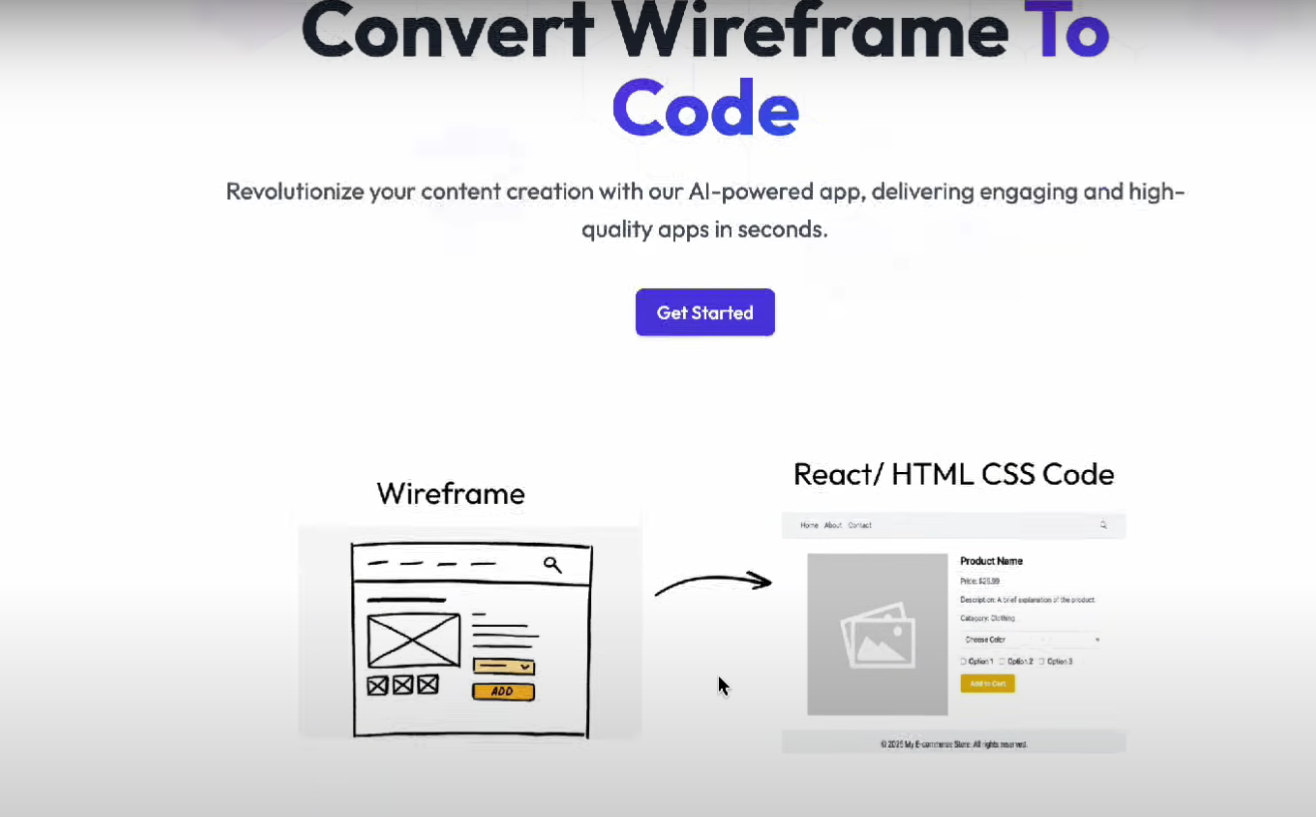 Convert Wireframe To
Code
Revolutionize your content creation with our AI-powered app, delivering engaging and high-
quality apps in seconds.
Get Started
Wireframe
React/ HTML CSS Code
ADD
Home About Contact
Product Name
Price: $25.99
Description: A brief explanation of the product
Category: Clothing
Choose Color
Option 1 Option 2 Option 3
Add to Cart
© 2025 My E-commerce Store. All rights reserved.